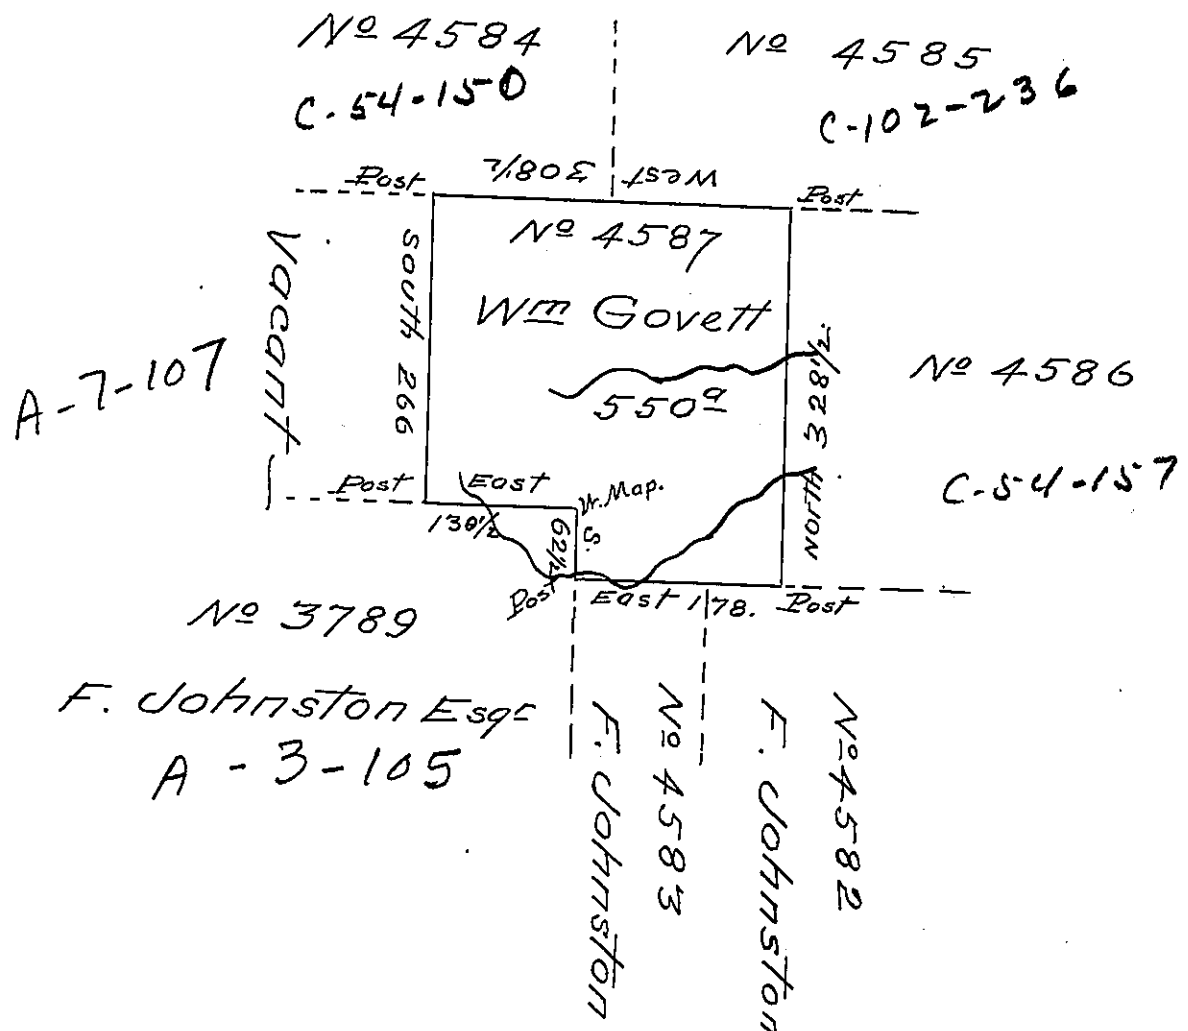 Nº 4584
C-54-150
Nº 4585
C-102-236
Post
West 308½
Post
Nº 4587
Wm Govett
550a
South 266
Vacant
A-7-107
North 328½
Nº 4586
C-54-157
Post
East
130½
W. Map.
S.
62½
Post
East 178.
Post
Nº 3789
F. Johnston Esqr
A-3-105
F. Johnston
Nº 4583
F. Johnston
Nº 4582